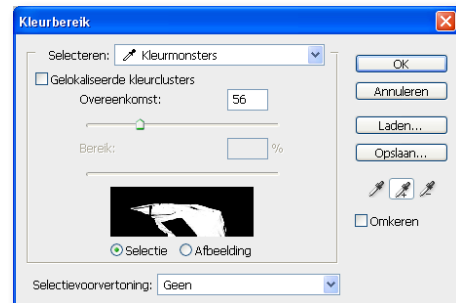 Kleurbereik
Selecteren: Kleurmonsters
OK
Gelokaliseerde kleurclusters
Annuleren
Overeenkomst: 56
Laden...
Bereik: %
Opslaan...
Omkeren
Selectie Afbeelding
Selectievoorvertoning: Geen